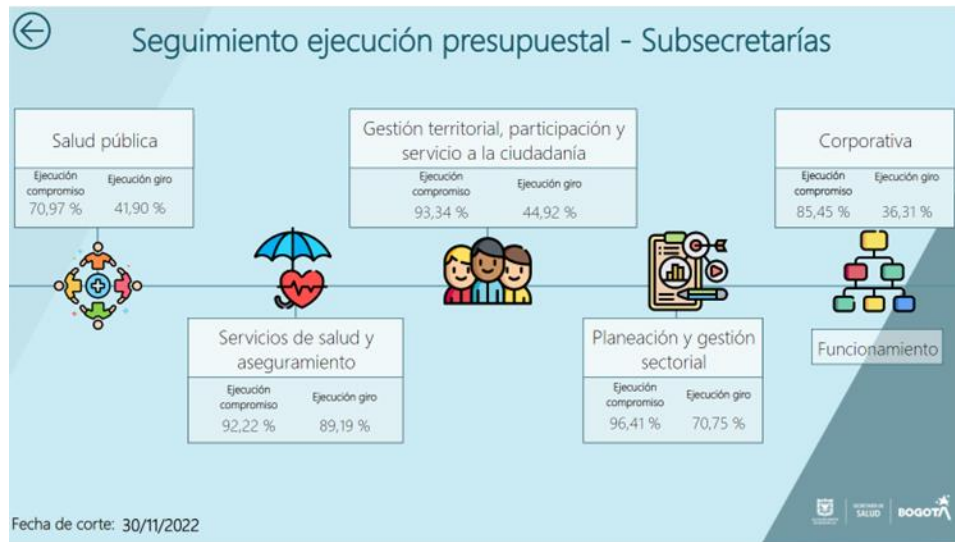 Seguimiento ejecución presupuestal - Subsecretarías
Salud pública
Ejecución
compromiso
Ejecución giro
70,97 %
41,90 %
Gestión territorial, participación y
servicio a la ciudadanía
Ejecución
compromiso
Ejecución giro
93,34 %
44,92 %
Corporativa
Ejecución
compromiso
Ejecución giro
85,45 %
36,31 %
Servicios de salud y
aseguramiento
Ejecución
compromiso
Ejecución giro
92,22 %
89,19 %
Planeación y gestión
sectorial
Ejecución
compromiso
Ejecución giro
96,41 %
70,75 %
Funcionamiento
Fecha de corte: 30/11/2022
SECRETARÍA DE
SALUD
BOGOTÁ